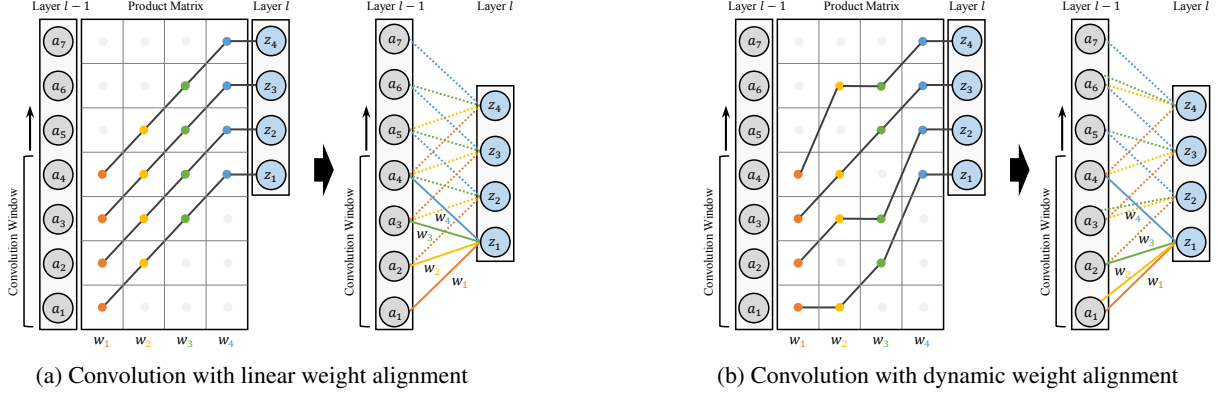 Layer l − 1 Product Matrix Layer l
a₇ z₄
a₆ z₃
a₅ z₂
a₄ z₁
a₃
a₂
a₁
Convolution Window
w₁ w₂ w₃ w₄
Layer l − 1 Layer l
a₇
a₆ z₄
a₅ z₃
a₄ z₂
a₃ z₁
a₂
a₁
w₄
w₃
w₂
w₁
Convolution Window
(a) Convolution with linear weight alignment
Layer l − 1 Product Matrix Layer l
a₇ z₄
a₆ z₃
a₅ z₂
a₄ z₁
a₃
a₂
a₁
Convolution Window
w₁ w₂ w₃ w₄
Layer l − 1 Layer l
a₇
a₆ z₄
a₅ z₃
a₄ z₂
a₃ z₁
a₂
a₁
w₄
w₃
w₂
w₁
Convolution Window
(b) Convolution with dynamic weight alignment